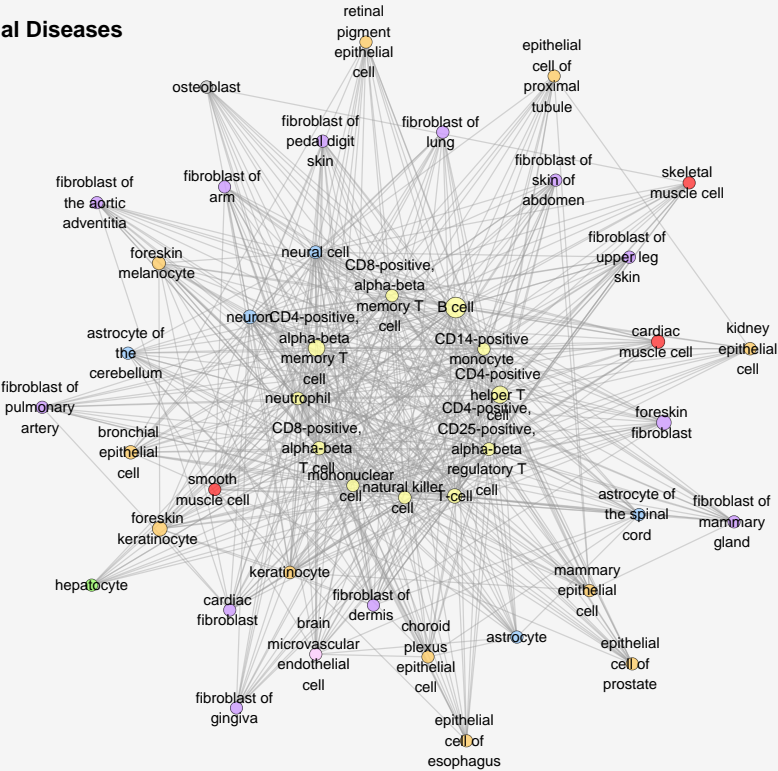 al Diseases
retinal
pigment
epithelial
cell
epithelial
cell of
proximal
tubule
osteoblast
fibroblast of
pedal digit
skin
fibroblast of
lung
fibroblast of
skin of
abdomen
skeletal
muscle cell
fibroblast of
arm
fibroblast of
the aortic
adventitia
foreskin
melanocyte
neural cell
fibroblast of
upper leg
skin
CD8-positive,
alpha-beta
memory T
cell
B cell
neuron
CD4-positive,
alpha-beta
memory T
cell
CD14-positive
monocyte
cardiac
muscle cell
kidney
epithelial
cell
astrocyte of
the
cerebellum
CD4-positive
helper T
cell
fibroblast of
pulmonary
artery
neutrophil
CD4-positive,
CD25-positive,
alpha-beta
regulatory T
cell
foreskin
fibroblast
bronchial
epithelial
cell
CD8-positive,
alpha-beta
T cell
mononuclear
cell
natural killer
cell
T-cell
smooth
muscle cell
astrocyte of
the spinal
cord
fibroblast of
mammary
gland
foreskin
keratinocyte
hepatocyte
keratinocyte
mammary
epithelial
cell
cardiac
fibroblast
fibroblast of
dermis
brain
microvascular
endothelial
cell
choroid
plexus
epithelial
cell
astrocyte
epithelial
cell of
prostate
fibroblast of
gingiva
epithelial
cell of
esophagus